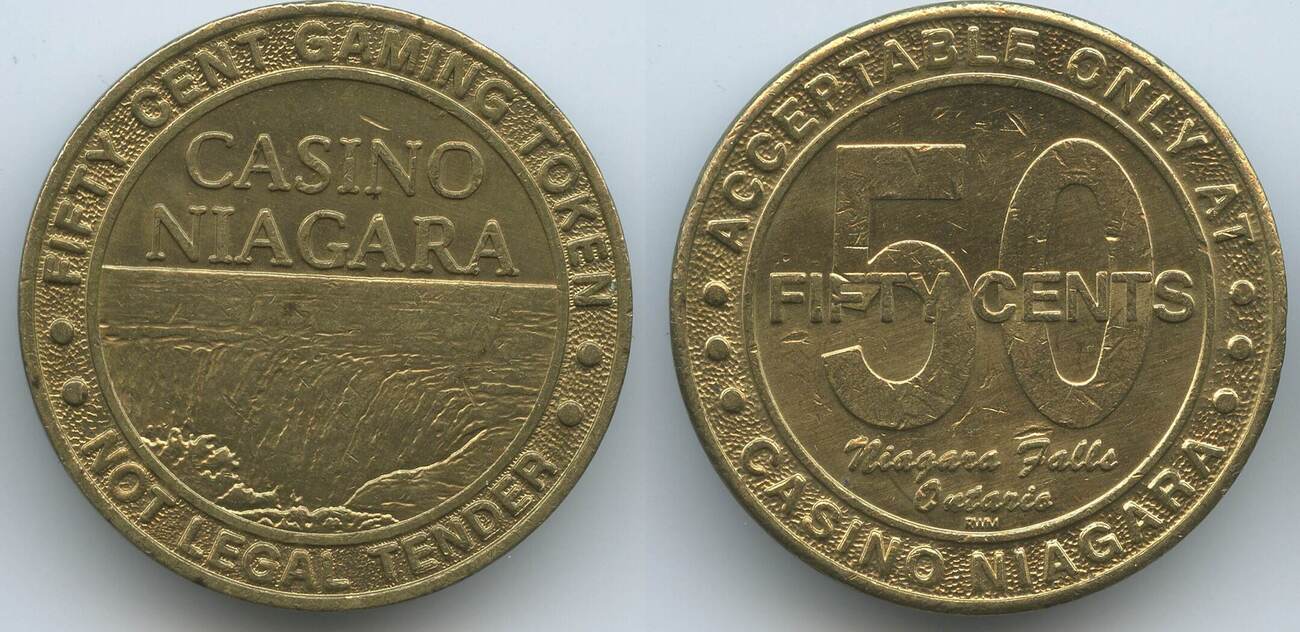 FIFTY CENT GAMING TOKEN
CASINO
NIAGARA
NOT LEGAL TENDER
ACCEPTABLE ONLY AT
50
FIFTY CENTS
Niagara Falls
Ontario
RWM
CASINO NIAGARA